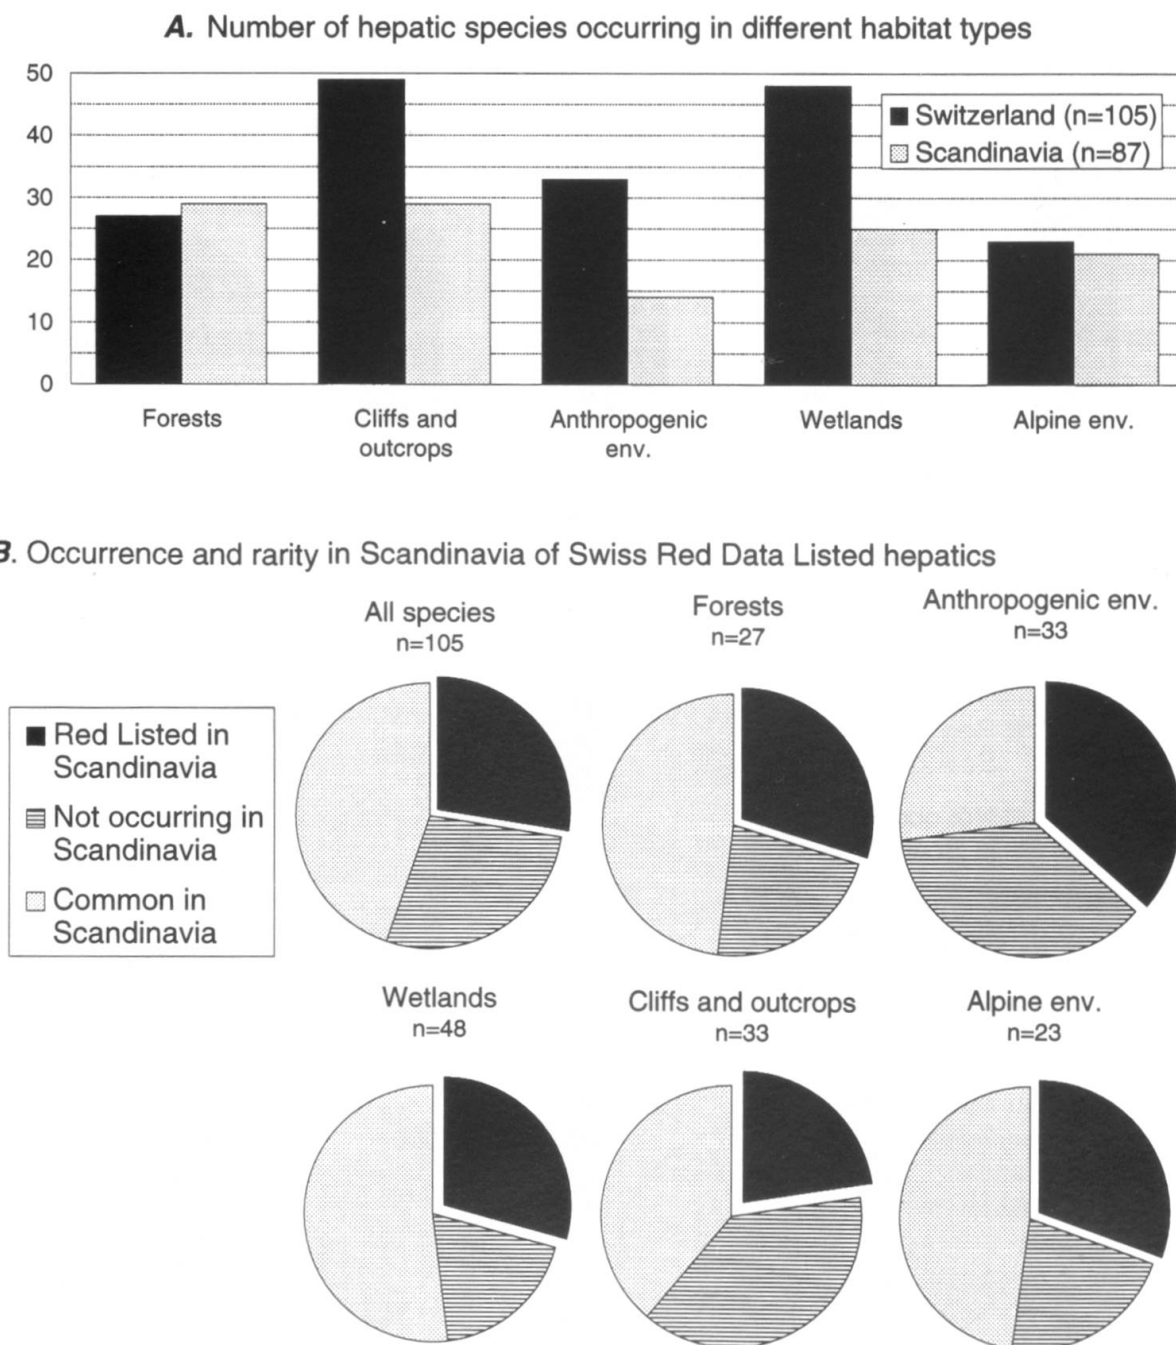 A. Number of hepatic species occurring in different habitat types
50
40
30
20
10
0
Switzerland (n=105)
Scandinavia (n=87)
Forests
Cliffs and
outcrops
Anthropogenic
env.
Wetlands
Alpine env.
B. Occurrence and rarity in Scandinavia of Swiss Red Data Listed hepatics
All species
n=105
Forests
n=27
Anthropogenic env.
n=33
Red Listed in
Scandinavia
Not occurring in
Scandinavia
Common in
Scandinavia
Wetlands
n=48
Cliffs and outcrops
n=33
Alpine env.
n=23